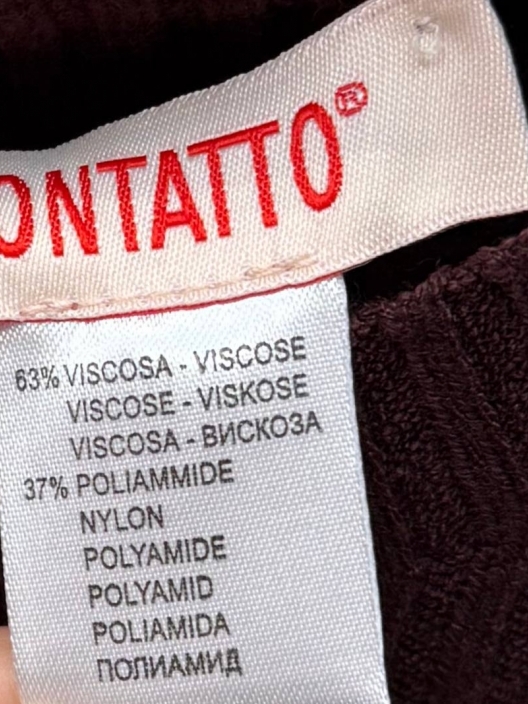 ONTATTO®
63% VISCOSA - VISCOSE
VISCOSE - VISKOSE
VISCOSA - ВИСКОЗА
37% POLIAMMIDE
NYLON
POLYAMIDE
POLYAMID
POLIAMIDA
ПОЛИАМИД